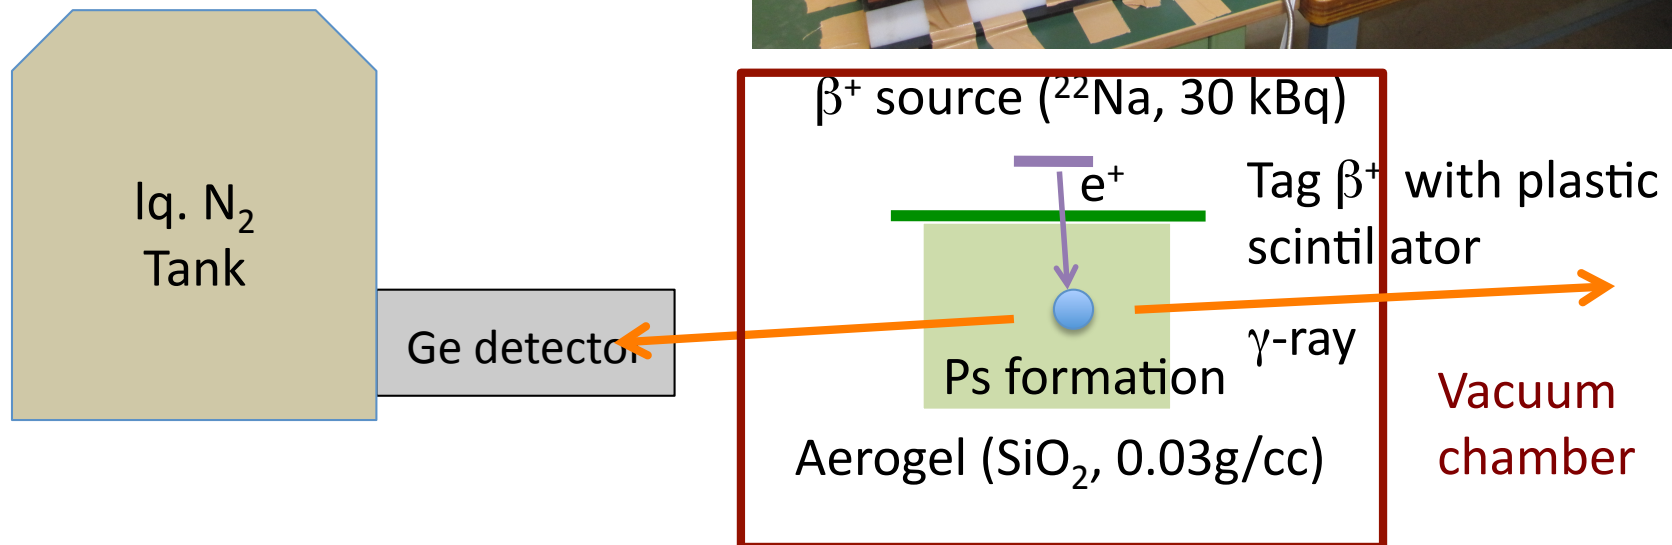 β⁺ source (²²Na, 30 kBq)
lq. N₂
Tank
e⁺
Tag β⁺ with plastic
scintillator
Ge detector
γ-ray
Ps formation
Vacuum
chamber
Aerogel (SiO₂, 0.03g/cc)